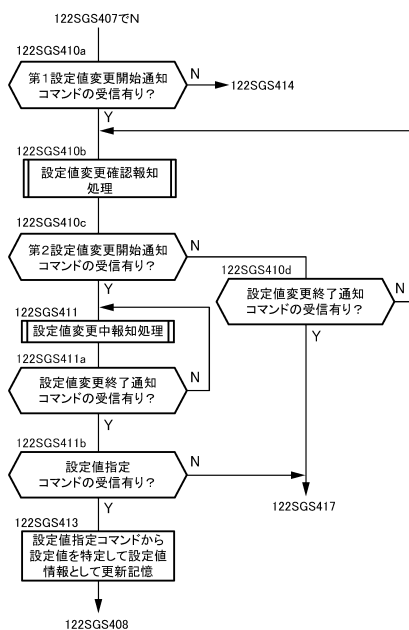 122SGS407でN
122SGS410a
第1設定値変更開始通知
コマンドの受信有り?
N
122SGS414
Y
122SGS410b
設定値変更確認報知
処理
122SGS410c
第2設定値変更開始通知
コマンドの受信有り?
N
Y
122SGS410d
設定値変更終了通知
コマンドの受信有り?
N
Y
122SGS411
設定値変更中報知処理
122SGS411a
設定値変更終了通知
コマンドの受信有り?
N
Y
122SGS411b
設定値指定
コマンドの受信有り?
N
Y
122SGS417
122SGS413
設定値指定コマンドから
設定値を特定して設定値
情報として更新記憶
122SGS408